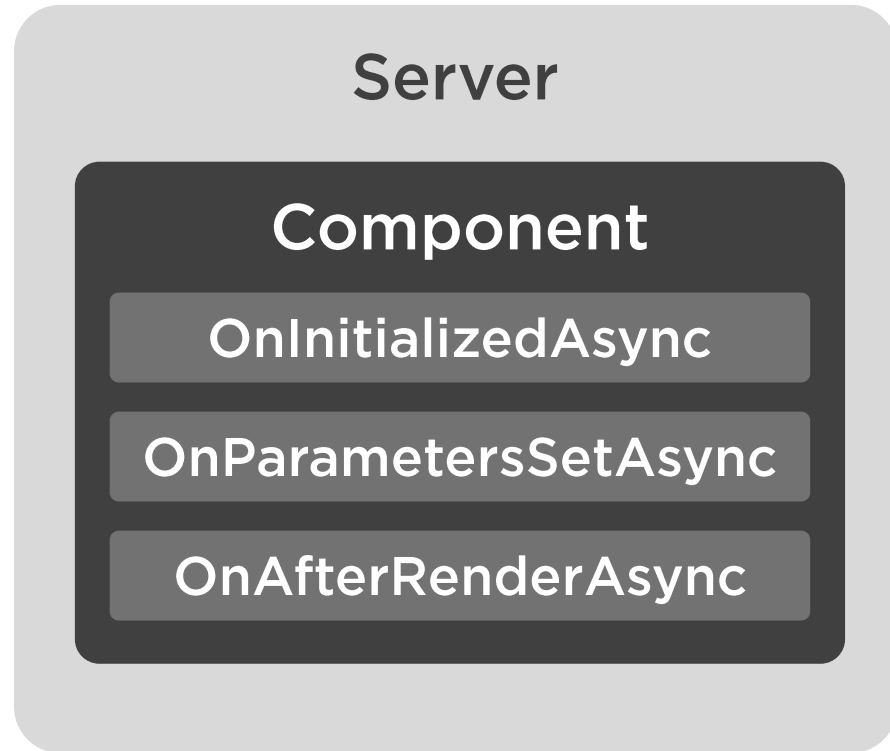 Server
Component
OnInitializedAsync
OnParametersSetAsync
OnAfterRenderAsync